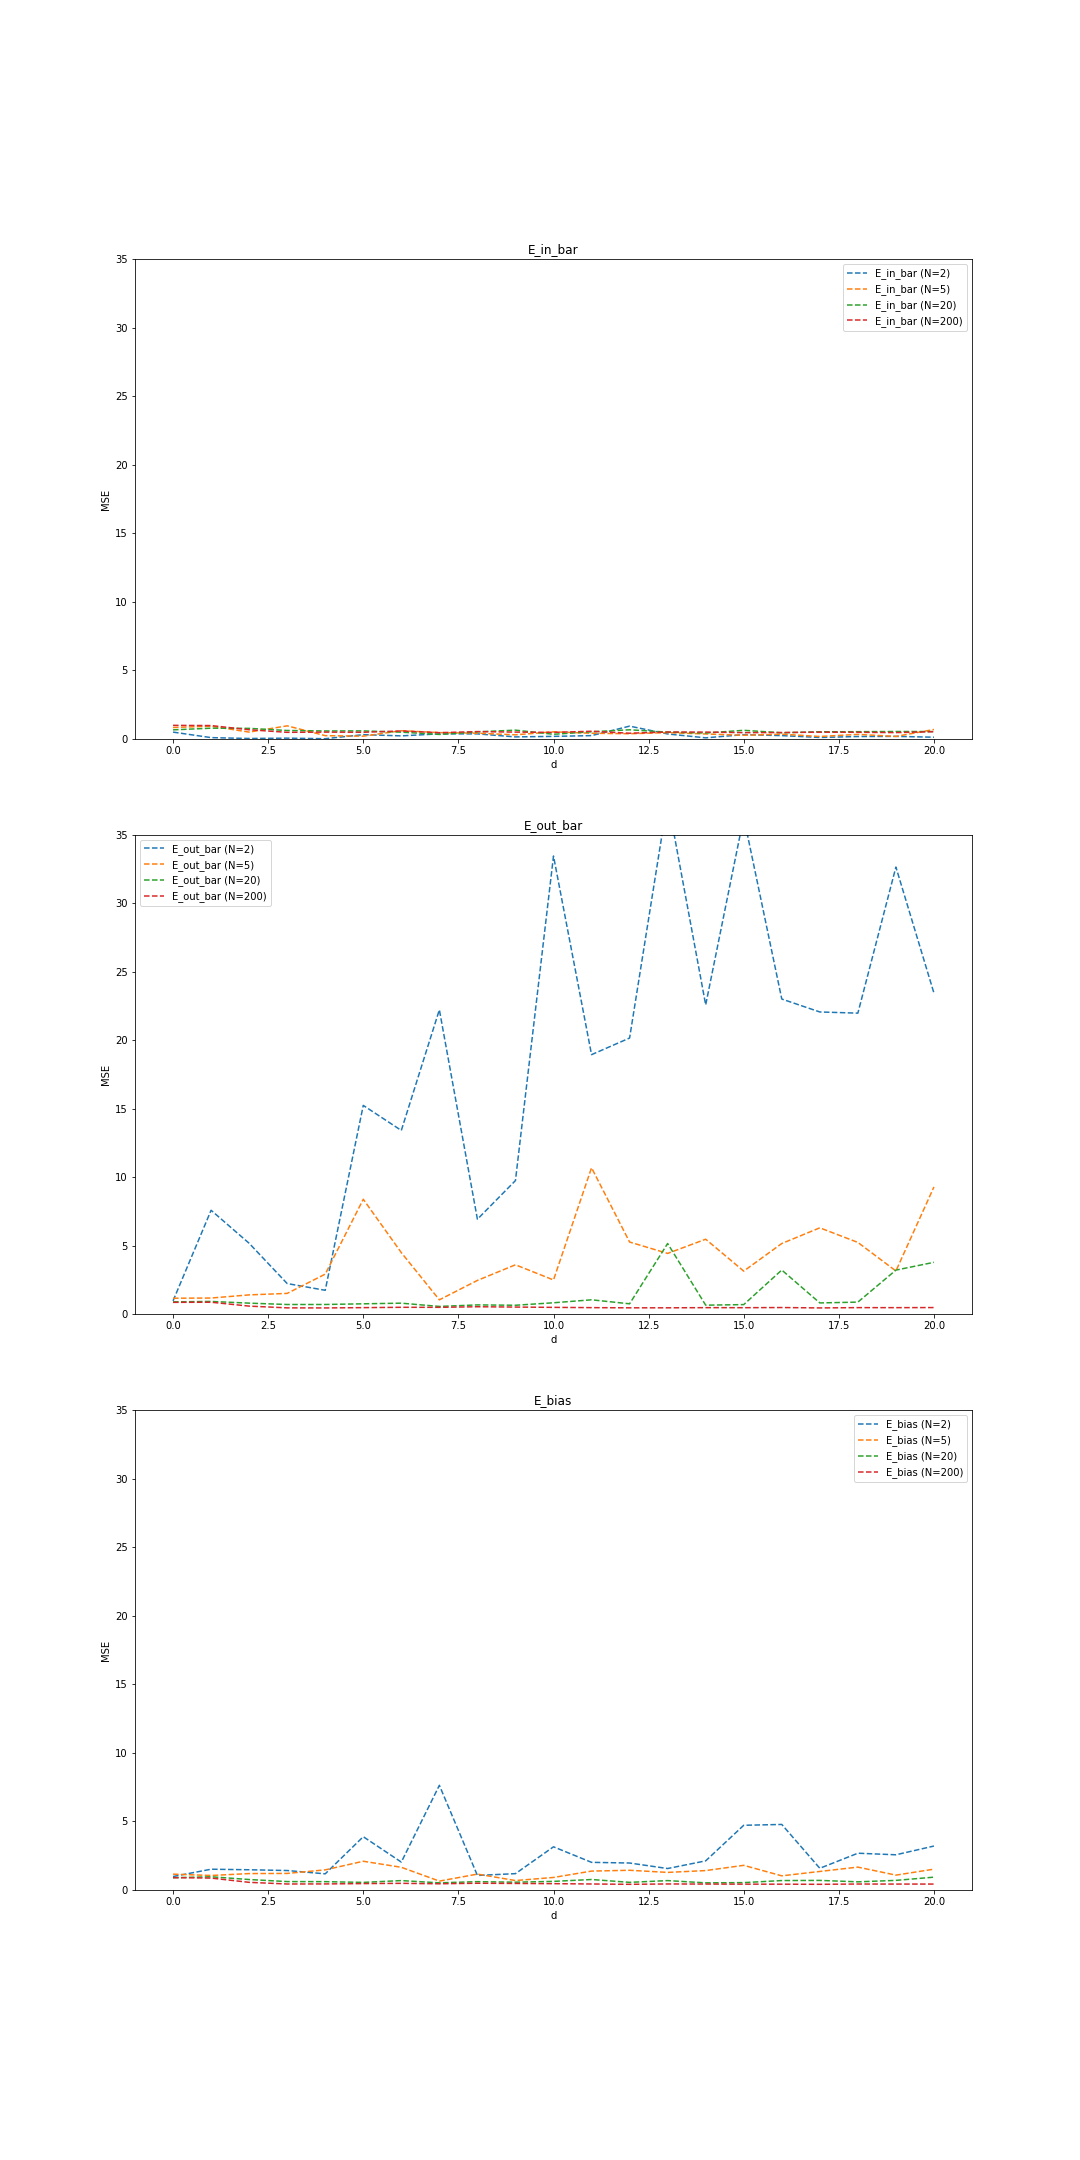 E_in_bar
35
30
25
20
15
10
5
0
MSE
E_in_bar (N=2)
E_in_bar (N=5)
E_in_bar (N=20)
E_in_bar (N=200)
0.0 2.5 5.0 7.5 10.0 12.5 15.0 17.5 20.0
d
E_out_bar
35
30
25
20
15
10
5
0
MSE
E_out_bar (N=2)
E_out_bar (N=5)
E_out_bar (N=20)
E_out_bar (N=200)
0.0 2.5 5.0 7.5 10.0 12.5 15.0 17.5 20.0
d
E_bias
35
30
25
20
15
10
5
0
MSE
E_bias (N=2)
E_bias (N=5)
E_bias (N=20)
E_bias (N=200)
0.0 2.5 5.0 7.5 10.0 12.5 15.0 17.5 20.0
d